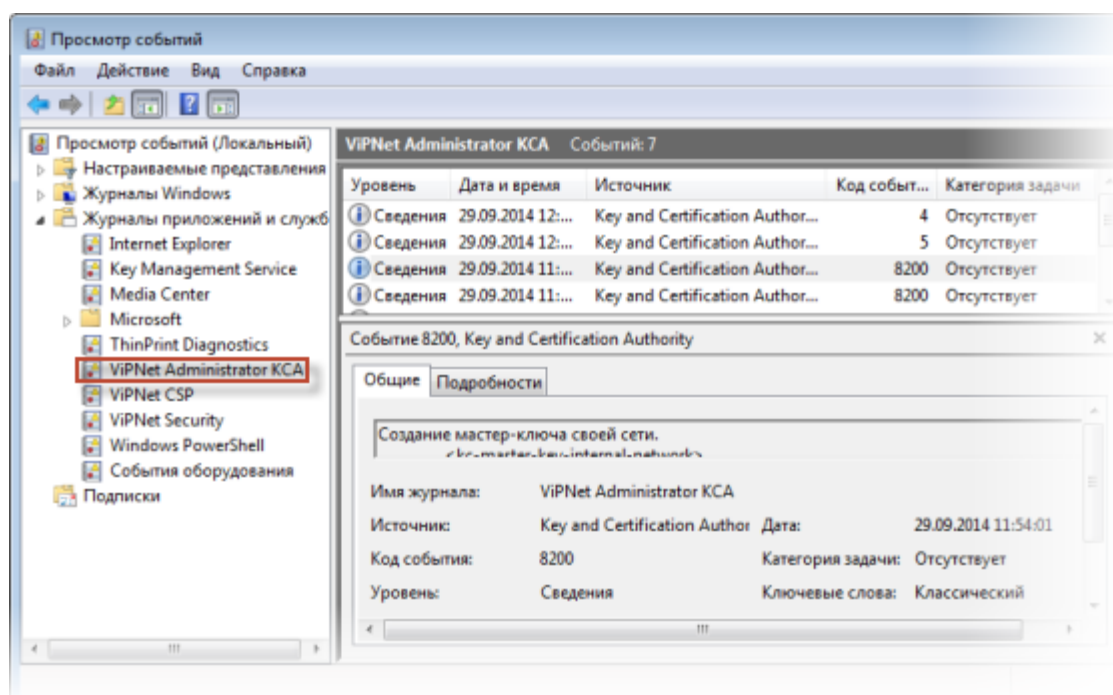 Просмотр событий
Файл Действие Вид Справка
Просмотр событий (Локальный)
Настраиваемые представления
Журналы Windows
Журналы приложений и служб
Internet Explorer
Key Management Service
Media Center
Microsoft
ThinPrint Diagnostics
ViPNet Administrator KCA
ViPNet CSP
ViPNet Security
Windows PowerShell
События оборудования
Подписки
ViPNet Administrator KCA Событий: 7
Уровень Дата и время Источник Код событ... Категория задачи
Сведения 29.09.2014 12:... Key and Certification Author... 4 Отсутствует
Сведения 29.09.2014 12:... Key and Certification Author... 5 Отсутствует
Сведения 29.09.2014 11:... Key and Certification Author... 8200 Отсутствует
Сведения 29.09.2014 11:... Key and Certification Author... 8200 Отсутствует
Событие 8200, Key and Certification Authority
Общие Подробности
Создание мастер-ключа своей сети.
<kc-master-key-internal-network>
Имя журнала: ViPNet Administrator KCA
Источник: Key and Certification Author Дата: 29.09.2014 11:54:01
Код события: 8200 Категория задачи: Отсутствует
Уровень: Сведения Ключевые слова: Классический